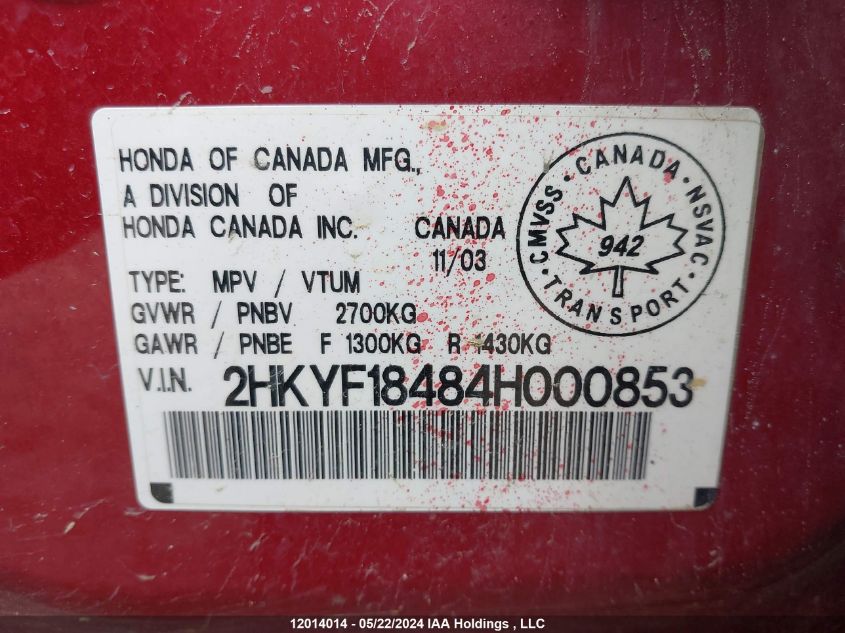 HONDA OF CANADA MFG.,
A DIVISION OF
HONDA CANADA INC. CANADA
11/03
TYPE: MPV / VTUM
GVWR / PNBV 2700KG
GAWR / PNBE F 1300KG R 1430KG
V.I.N. 2HKYF18484H000853
CMVSS · CANADA · NSVAC
942
· TRANSPORT ·
12014014 - 05/22/2024 IAA Holdings , LLC